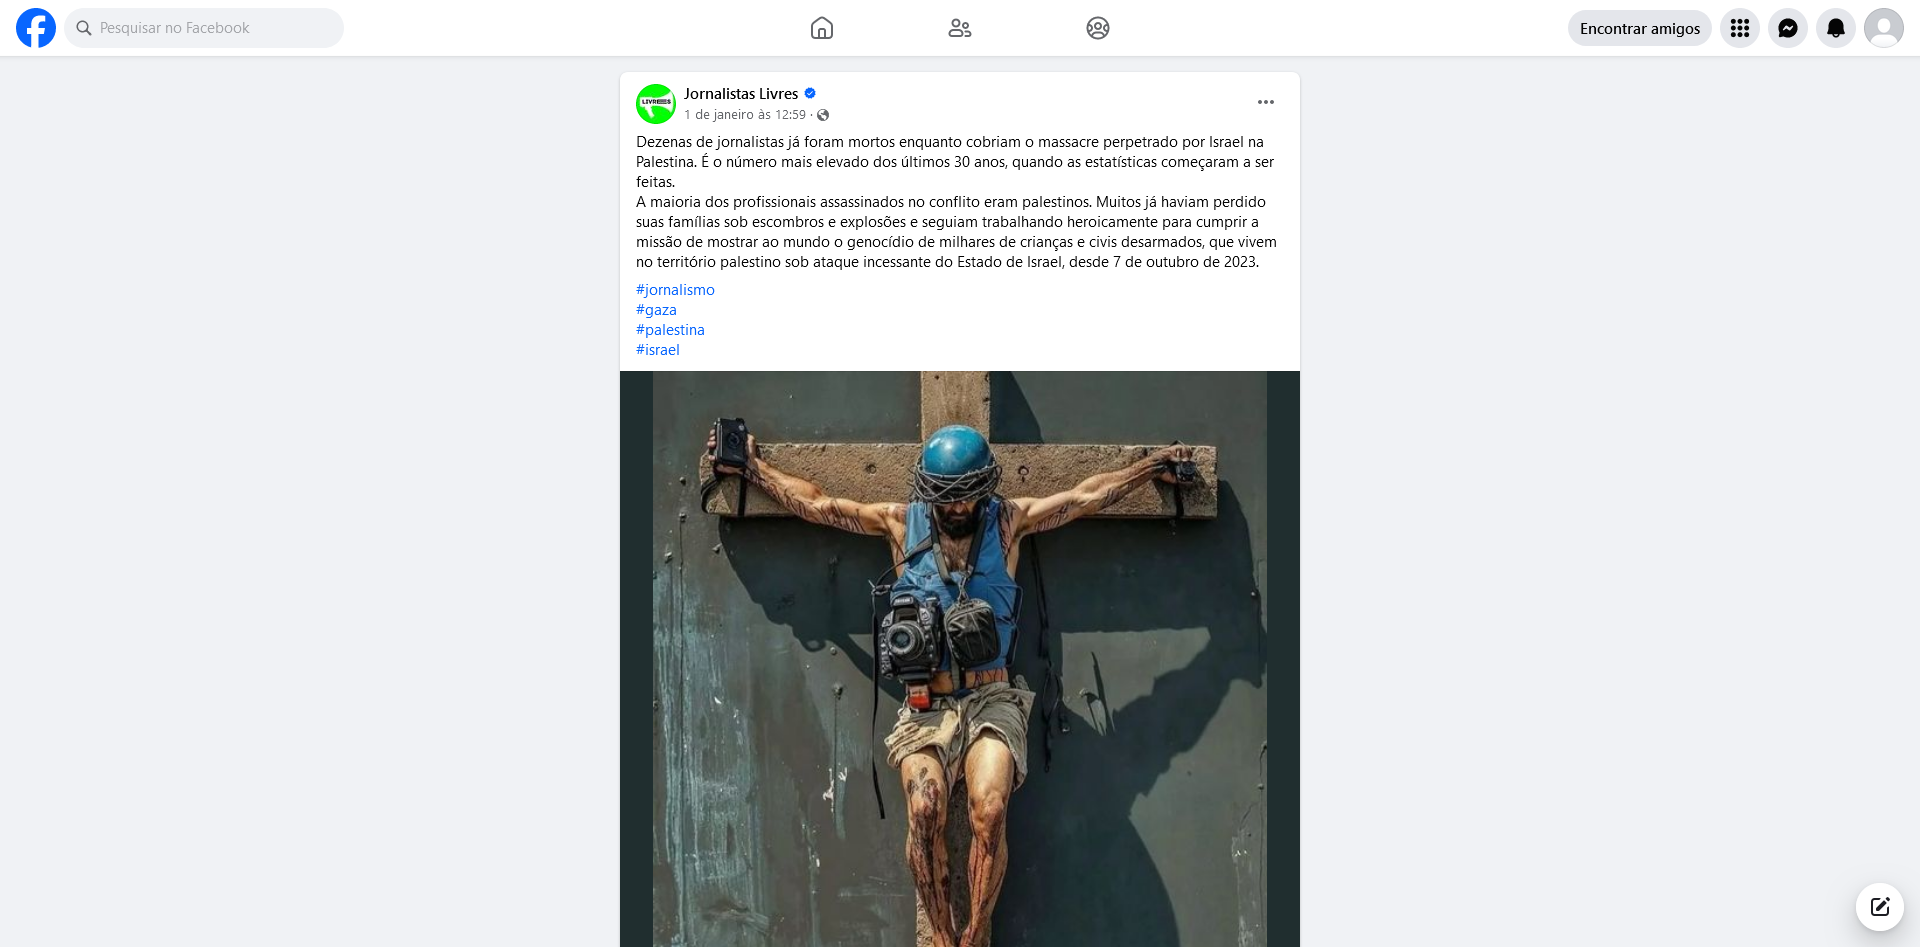 Pesquisar no Facebook
Encontrar amigos
LIVREEES
Jornalistas Livres
1 de janeiro às 12:59 ·
Dezenas de jornalistas já foram mortos enquanto cobriam o massacre perpetrado por Israel na
Palestina. É o número mais elevado dos últimos 30 anos, quando as estatísticas começaram a ser
feitas.
A maioria dos profissionais assassinados no conflito eram palestinos. Muitos já haviam perdido
suas famílias sob escombros e explosões e seguiam trabalhando heroicamente para cumprir a
missão de mostrar ao mundo o genocídio de milhares de crianças e civis desarmados, que vivem
no território palestino sob ataque incessante do Estado de Israel, desde 7 de outubro de 2023.
#jornalismo
#gaza
#palestina
#israel